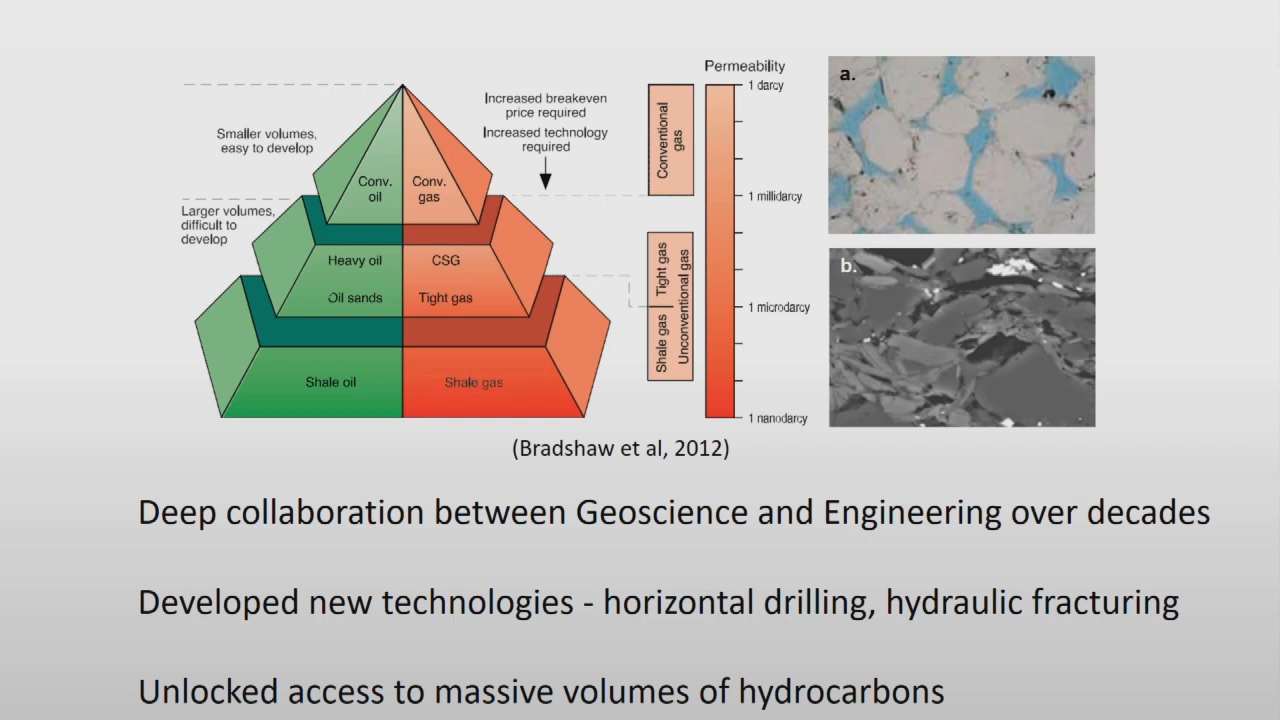 Smaller volumes,
easy to develop
Larger volumes,
difficult to
develop
Conv.
oil
Conv.
gas
Heavy oil
CSG
Oil sands
Tight gas
Shale oil
Shale gas
Increased breakeven
price required
Increased technology
required
Conventional
gas
Tight gas
Shale gas
Unconventional gas
Permeability
1 darcy
1 millidarcy
1 microdarcy
1 nanodarcy
a.
b.
(Bradshaw et al, 2012)
Deep collaboration between Geoscience and Engineering over decades
Developed new technologies - horizontal drilling, hydraulic fracturing
Unlocked access to massive volumes of hydrocarbons